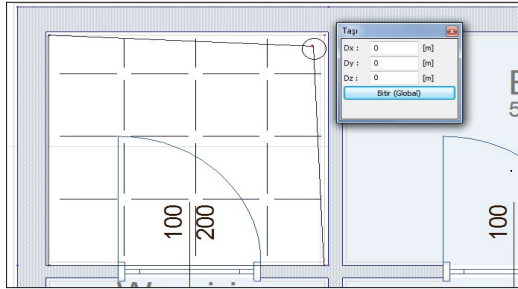 Taşı
Dx : 0 [m]
Dy : 0 [m]
Dz : 0 [m]
Bitir (Global)
100
200
100